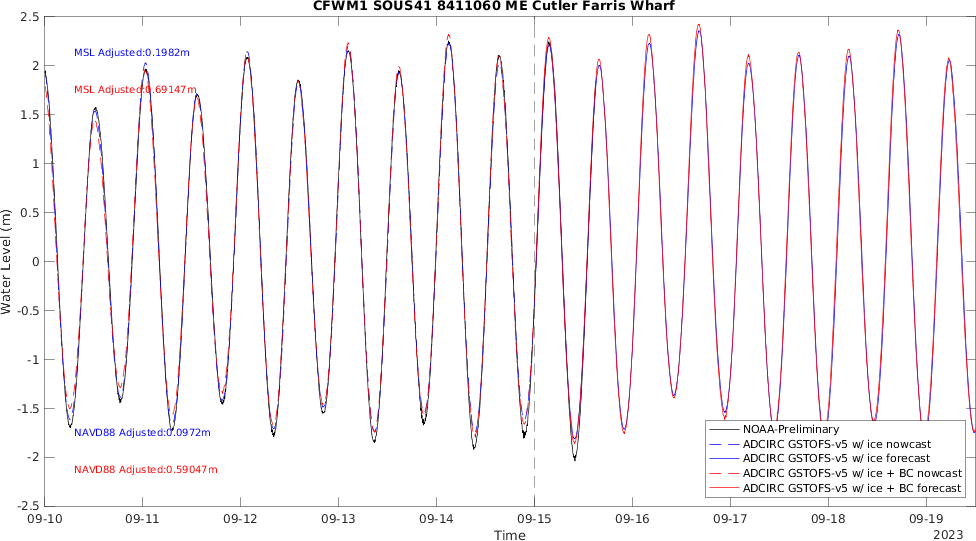 CFWM1 SOUS41 8411060 ME Cutler Farris Wharf
2.5
2
1.5
1
0.5
0
-0.5
-1
-1.5
-2
-2.5
Water Level (m)
MSL Adjusted:0.1982m
MSL Adjusted:0.69147m
NAVD88 Adjusted:0.0972m
NAVD88 Adjusted:0.59047m
NOAA-Preliminary
ADCIRC GSTOFS-v5 w/ ice nowcast
ADCIRC GSTOFS-v5 w/ ice forecast
ADCIRC GSTOFS-v5 w/ ice + BC nowcast
ADCIRC GSTOFS-v5 w/ ice + BC forecast
09-10 09-11 09-12 09-13 09-14 09-15 09-16 09-17 09-18 09-19
Time
2023